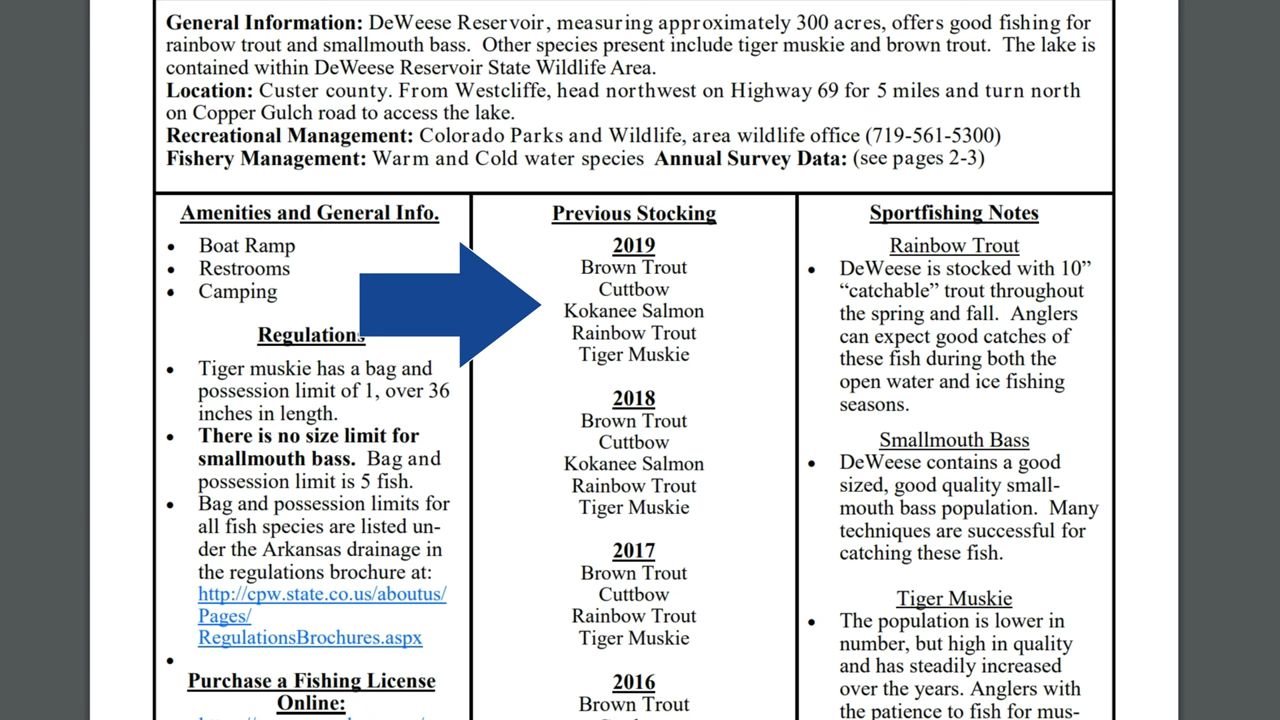 General Information: DeWeese Reservoir, measuring approximately 300 acres, offers good fishing for
rainbow trout and smallmouth bass. Other species present include tiger muskie and brown trout. The lake is
contained within DeWeese Reservoir State Wildlife Area.
Location: Custer county. From Westcliffe, head northwest on Highway 69 for 5 miles and turn north
on Copper Gulch road to access the lake.
Recreational Management: Colorado Parks and Wildlife, area wildlife office (719-561-5300)
Fishery Management: Warm and Cold water species Annual Survey Data: (see pages 2-3)
Amenities and General Info.
• Boat Ramp
• Restrooms
• Camping
Regulations
• Tiger muskie has a bag and
possession limit of 1, over 36
inches in length.
• There is no size limit for
smallmouth bass. Bag and
possession limit is 5 fish.
• Bag and possession limits for
all fish species are listed un-
der the Arkansas drainage in
the regulations brochure at:
http://cpw.state.co.us/aboutus/
Pages/
RegulationsBrochures.aspx
•
Purchase a Fishing License
Online:
Previous Stocking
2019
Brown Trout
Cuttbow
Kokanee Salmon
Rainbow Trout
Tiger Muskie
2018
Brown Trout
Cuttbow
Kokanee Salmon
Rainbow Trout
Tiger Muskie
2017
Brown Trout
Cuttbow
Rainbow Trout
Tiger Muskie
2016
Brown Trout
Sportfishing Notes
Rainbow Trout
• DeWeese is stocked with 10”
“catchable” trout throughout
the spring and fall. Anglers
can expect good catches of
these fish during both the
open water and ice fishing
seasons.
Smallmouth Bass
• DeWeese contains a good
sized, good quality small-
mouth bass population. Many
techniques are successful for
catching these fish.
Tiger Muskie
• The population is lower in
number, but high in quality
and has steadily increased
over the years. Anglers with
the patience to fish for mus-